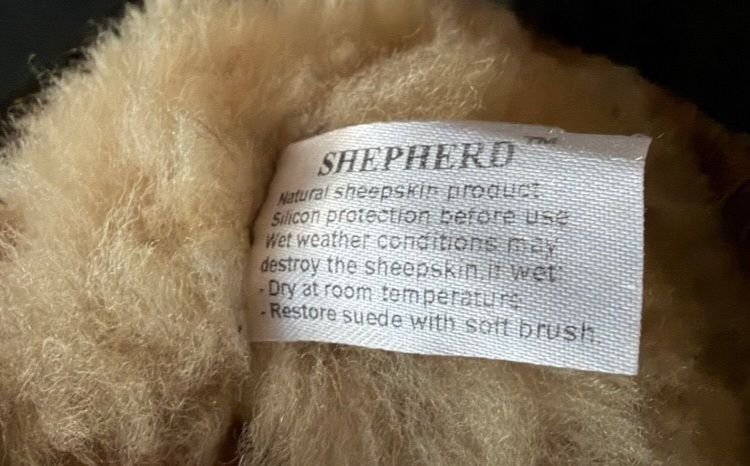 SHEPHERD™
Natural sheepskin product
Silicon protection before use
Wet weather conditions may
destroy the sheepskin.If wet:
- Dry at room temperature
- Restore suede with soft brush.